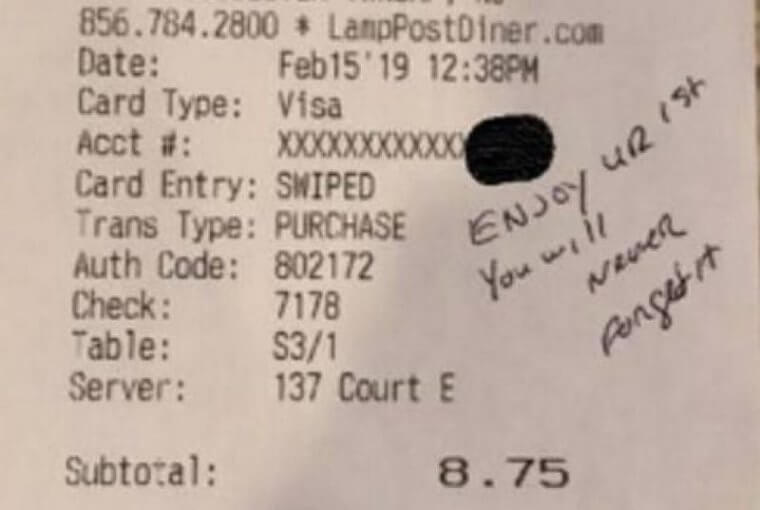 856.784.2800 * LampPostDiner.com
Date: Feb15'19 12:38PM
Card Type: Visa
Acct #: XXXXXXXXXXXX
Card Entry: SWIPED
Trans Type: PURCHASE
Auth Code: 802172
Check: 7178
Table: S3/1
Server: 137 Court E
Subtotal: 8.75
ENJOY UR 1st
You will
Never
Forget it